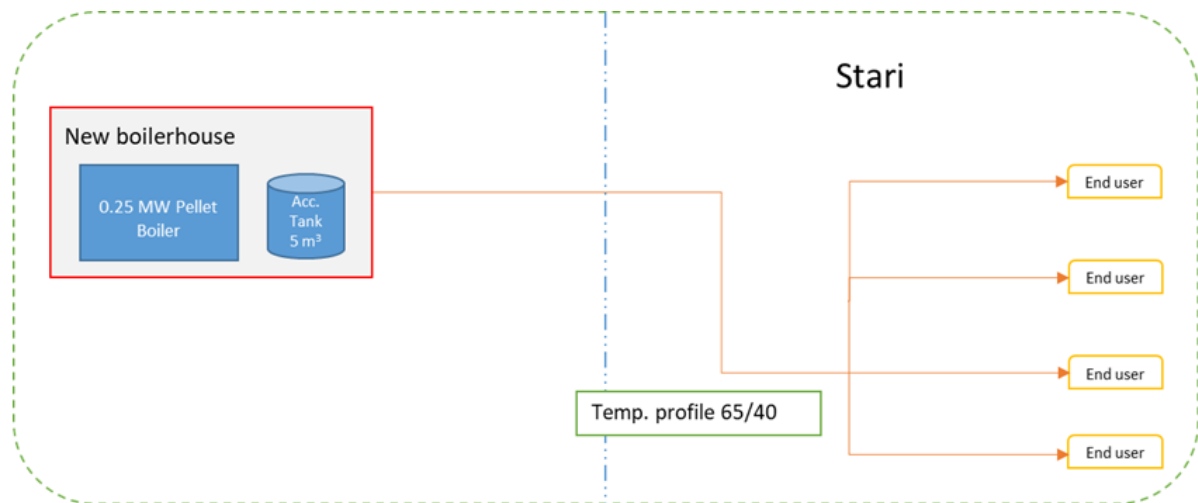 Stari
New boilerhouse
0.25 MW Pellet
Boiler
Acc.
Tank
5 m³
End user
End user
End user
End user
Temp. profile 65/40